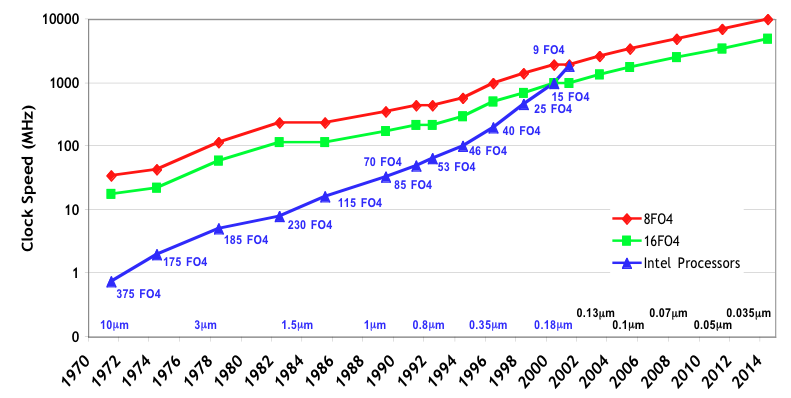 10000
9 FO4
1000
15 FO4
25 FO4
Clock Speed (MHz)
100
40 FO4
46 FO4
70 FO4
53 FO4
85 FO4
115 FO4
10
230 FO4
8FO4
185 FO4
16FO4
175 FO4
Intel Processors
1
375 FO4
10µm
3µm
1.5µm
1µm
0.8µm
0.35µm
0.18µm
0.13µm
0.1µm
0.07µm
0.05µm
0.035µm
0
1970
1972
1974
1976
1978
1980
1982
1984
1986
1988
1990
1992
1994
1996
1998
2000
2002
2004
2006
2008
2010
2012
2014